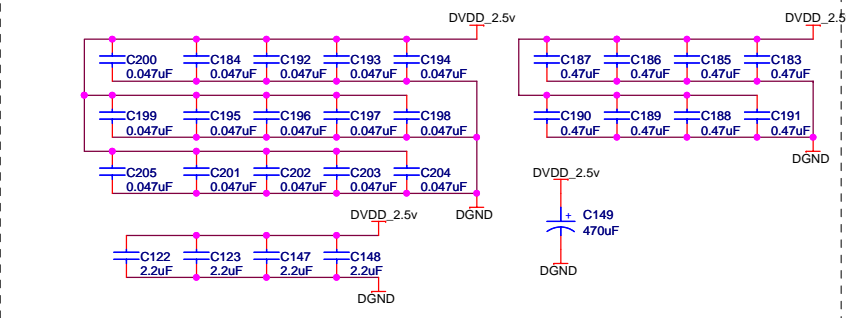 DVDD_2.5v
C200 C184 C192 C193 C194
0.047uF 0.047uF 0.047uF 0.047uF 0.047uF
C199 C195 C196 C197 C198
0.047uF 0.047uF 0.047uF 0.047uF 0.047uF
C205 C201 C202 C203 C204
0.047uF 0.047uF 0.047uF 0.047uF 0.047uF
DGND
DVDD_2.5
C187 C186 C185 C183
0.47uF 0.47uF 0.47uF 0.47uF
C190 C189 C188 C191
0.47uF 0.47uF 0.47uF 0.47uF
DGND
DVDD_2.5v
C122 C123 C147 C148
2.2uF 2.2uF 2.2uF 2.2uF
DGND
DVDD_2.5v
+ C149
470uF
DGND